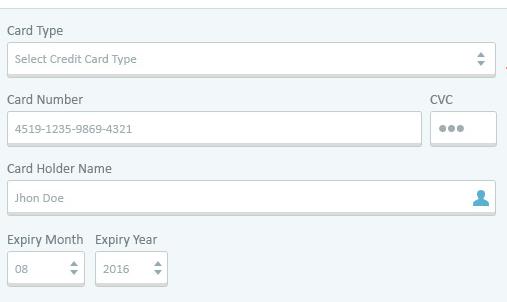 Card Type
Select Credit Card Type
Card Number CVC
4519-1235-9869-4321 ●●●
Card Holder Name
Jhon Doe
Expiry Month Expiry Year
08 2016